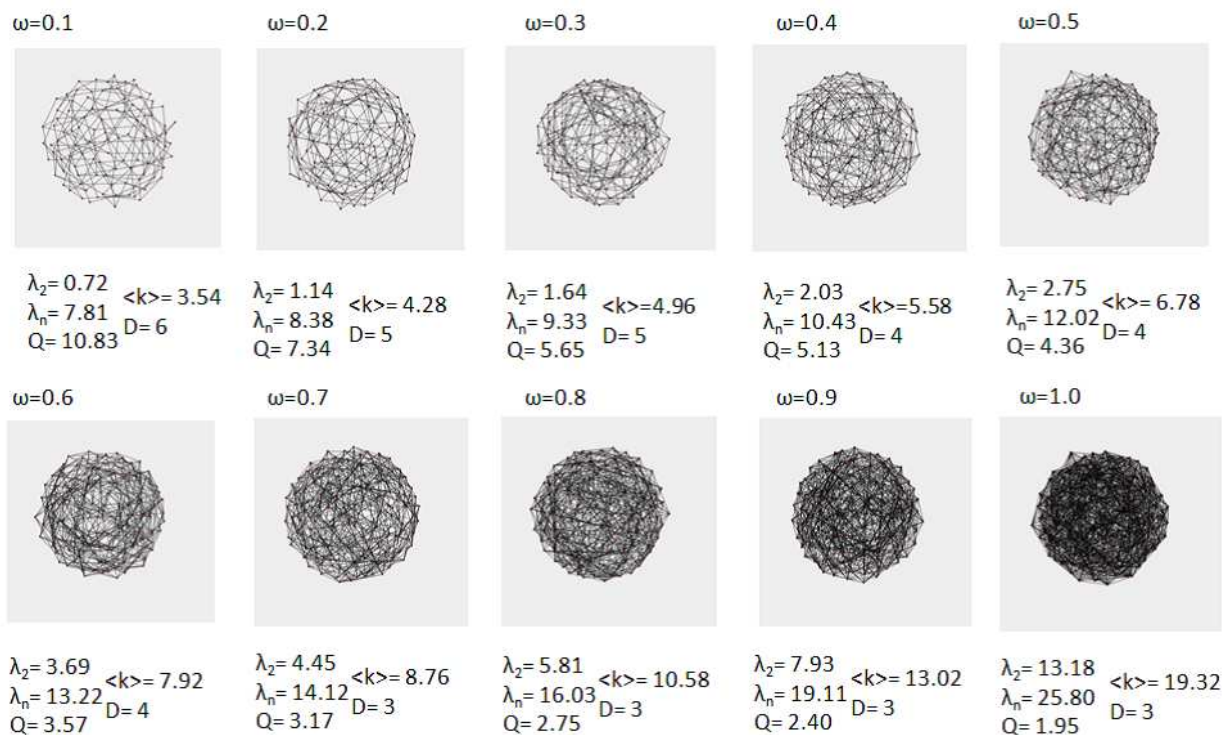 ω=0.1 ω=0.2 ω=0.3 ω=0.4 ω=0.5
λ₂= 0.72
λₙ= 7.81
Q= 10.83
<k>= 3.54
D= 6
λ₂= 1.14
λₙ= 8.38
Q= 7.34
<k>= 4.28
D= 5
λ₂= 1.64
λₙ= 9.33
Q= 5.65
<k>=4.96
D= 5
λ₂= 2.03
λₙ= 10.43
Q= 5.13
<k>=5.58
D= 4
λ₂= 2.75
λₙ= 12.02
Q= 4.36
<k>= 6.78
D= 4
ω=0.6 ω=0.7 ω=0.8 ω=0.9 ω=1.0
λ₂= 3.69
λₙ= 13.22
Q= 3.57
<k>= 7.92
D= 4
λ₂= 4.45
λₙ= 14.12
Q= 3.17
<k>= 8.76
D= 3
λ₂= 5.81
λₙ= 16.03
Q= 2.75
<k>= 10.58
D= 3
λ₂= 7.93
λₙ= 19.11
Q= 2.40
<k>= 13.02
D= 3
λ₂= 13.18
λₙ= 25.80
Q= 1.95
<k>= 19.32
D= 3